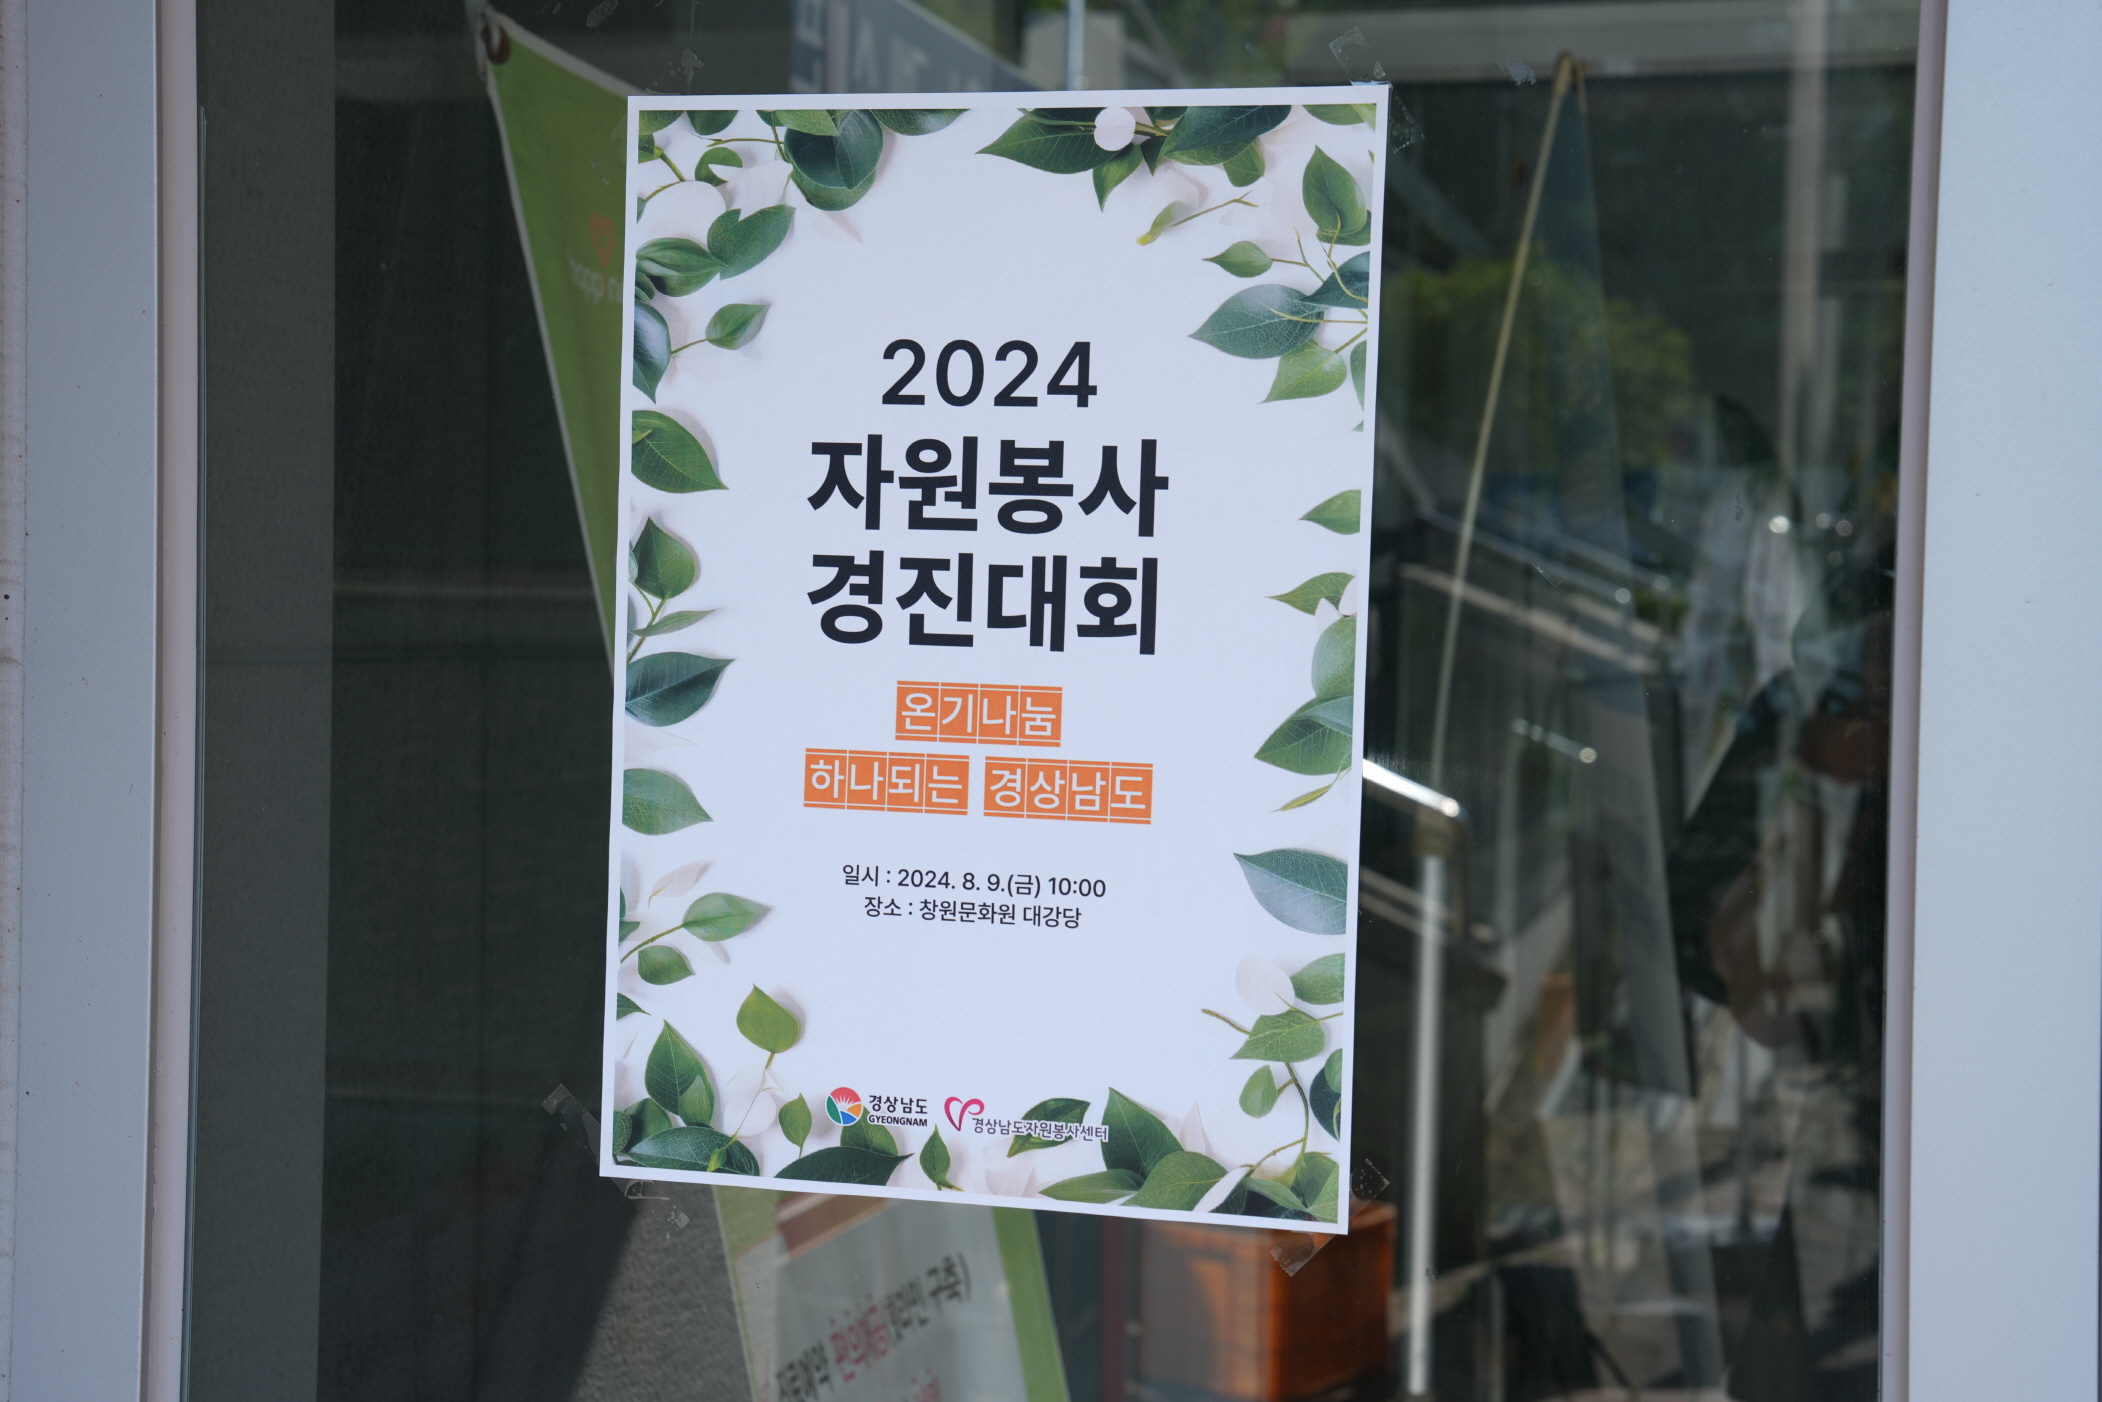 2024
자원봉사
경진대회
온기나눔
하나되는 경상남도
일시 : 2024. 8. 9.(금) 10:00
장소 : 창원문화원 대강당
경상남도
GYEONGNAM
경상남도자원봉사센터
구축)